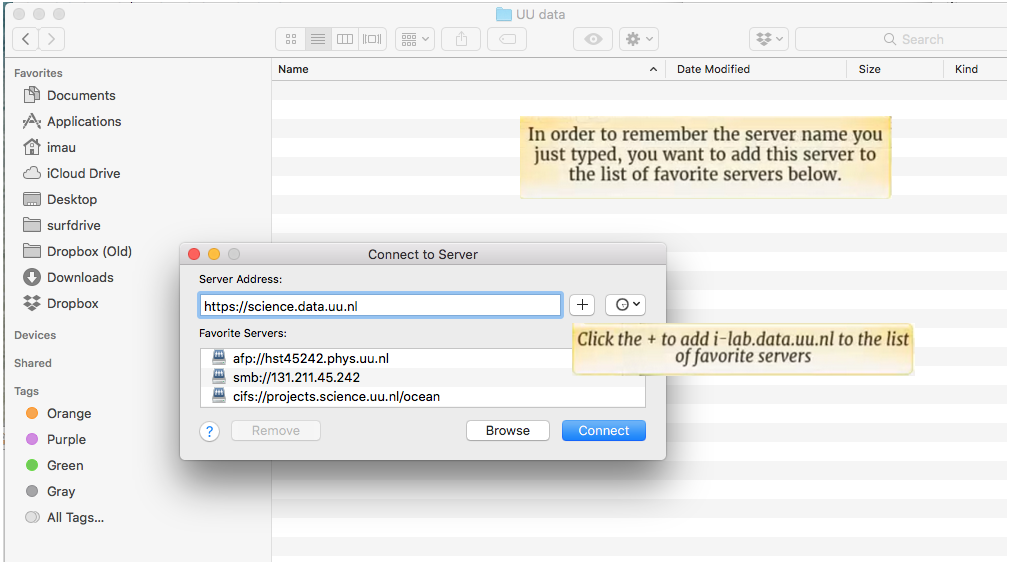 UU data
Search
Favorites
Documents
Applications
imau
iCloud Drive
Desktop
surfdrive
Dropbox (Old)
Downloads
Dropbox
Devices
Shared
Tags
Orange
Purple
Green
Gray
All Tags...
Name Date Modified Size Kind
In order to remember the server name you
just typed, you want to add this server to
the list of favorite servers below.
Connect to Server
Server Address:
https://science.data.uu.nl
+
Favorite Servers:
afp://hst45242.phys.uu.nl
smb://131.211.45.242
cifs://projects.science.uu.nl/ocean
Click the + to add i-lab.data.uu.nl to the list
of favorite servers
? Remove Browse Connect